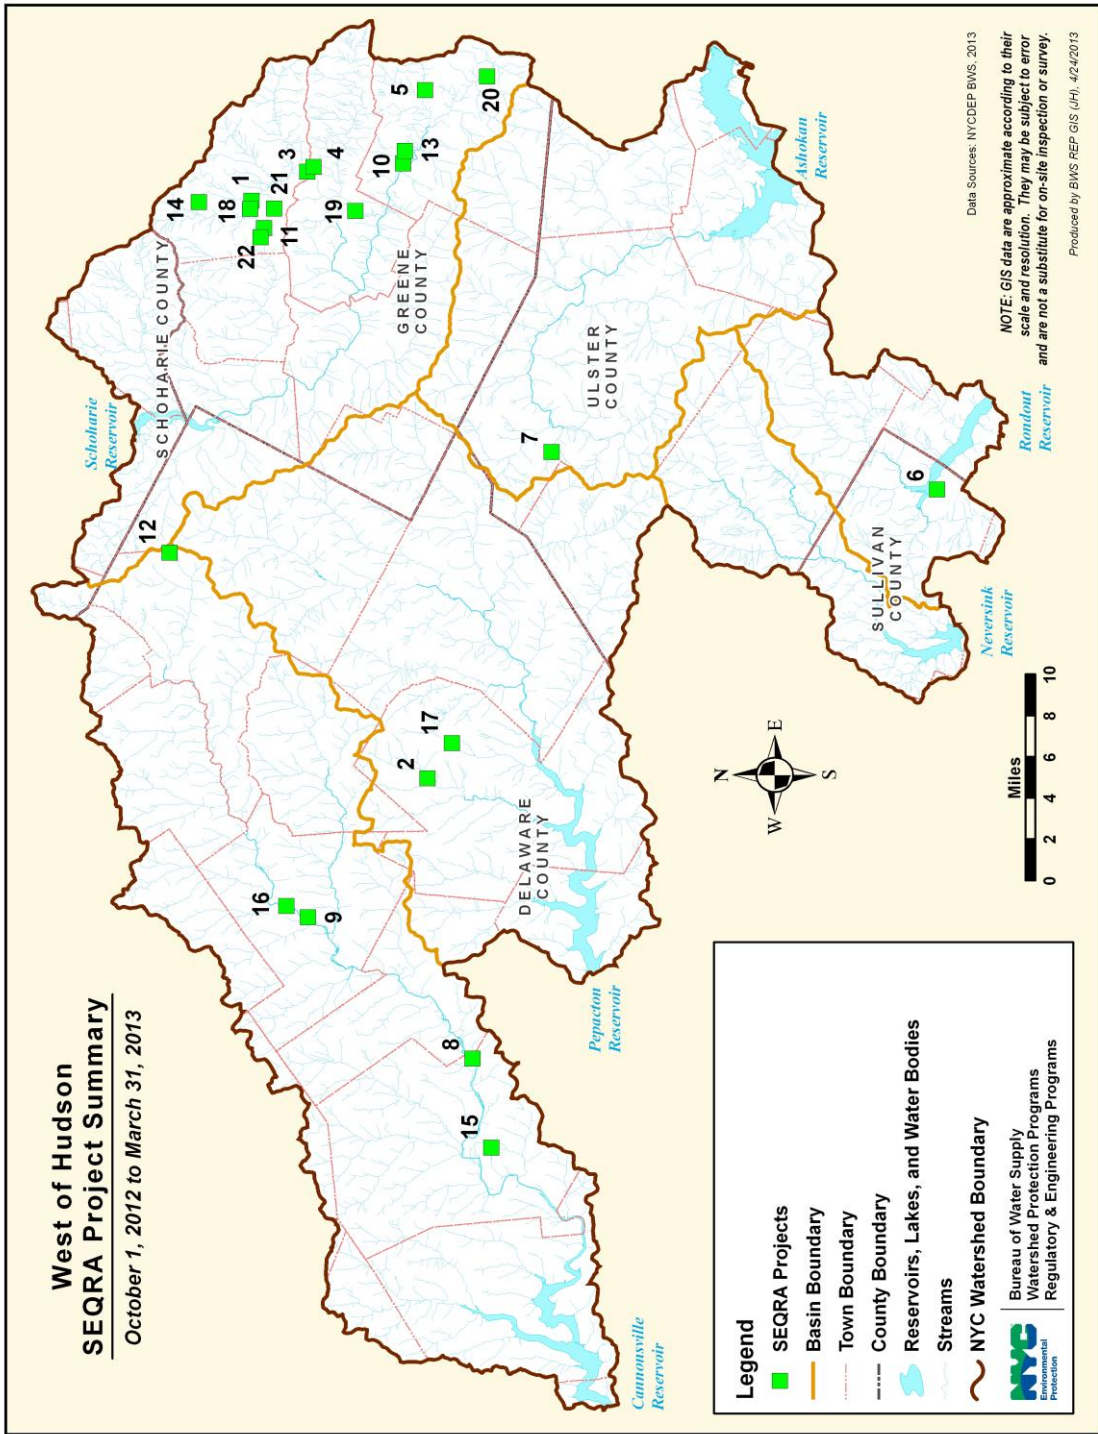 West of Hudson
SEQRA Project Summary
October 1, 2012 to March 31, 2013
SCHOHARIE COUNTY
GREENE
COUNTY
ULSTER
COUNTY
SULLIVAN
COUNTY
DELAWARE
COUNTY
Schoharie
Reservoir
Ashokan
Reservoir
Rondout
Reservoir
Neversink
Reservoir
Pepacton
Reservoir
Cannonsville
Reservoir
12
14
18
1
22
11
21
3
4
19
10
13
5
20
16
9
2
17
7
8
15
6
N
W
E
S
Miles
0
2
4
6
8
10
Legend
SEQRA Projects
Basin Boundary
Town Boundary
County Boundary
Reservoirs, Lakes, and Water Bodies
Streams
NYC Watershed Boundary
NYC
Environmental
Protection
Bureau of Water Supply
Watershed Protection Programs
Regulatory & Engineering Programs
Data Sources: NYCDEP BWS, 2013
NOTE: GIS data are approximate according to their
scale and resolution. They may be subject to error
and are not a substitute for on-site inspection or survey.
Produced by BWS REP GIS (JH), 4/24/2013